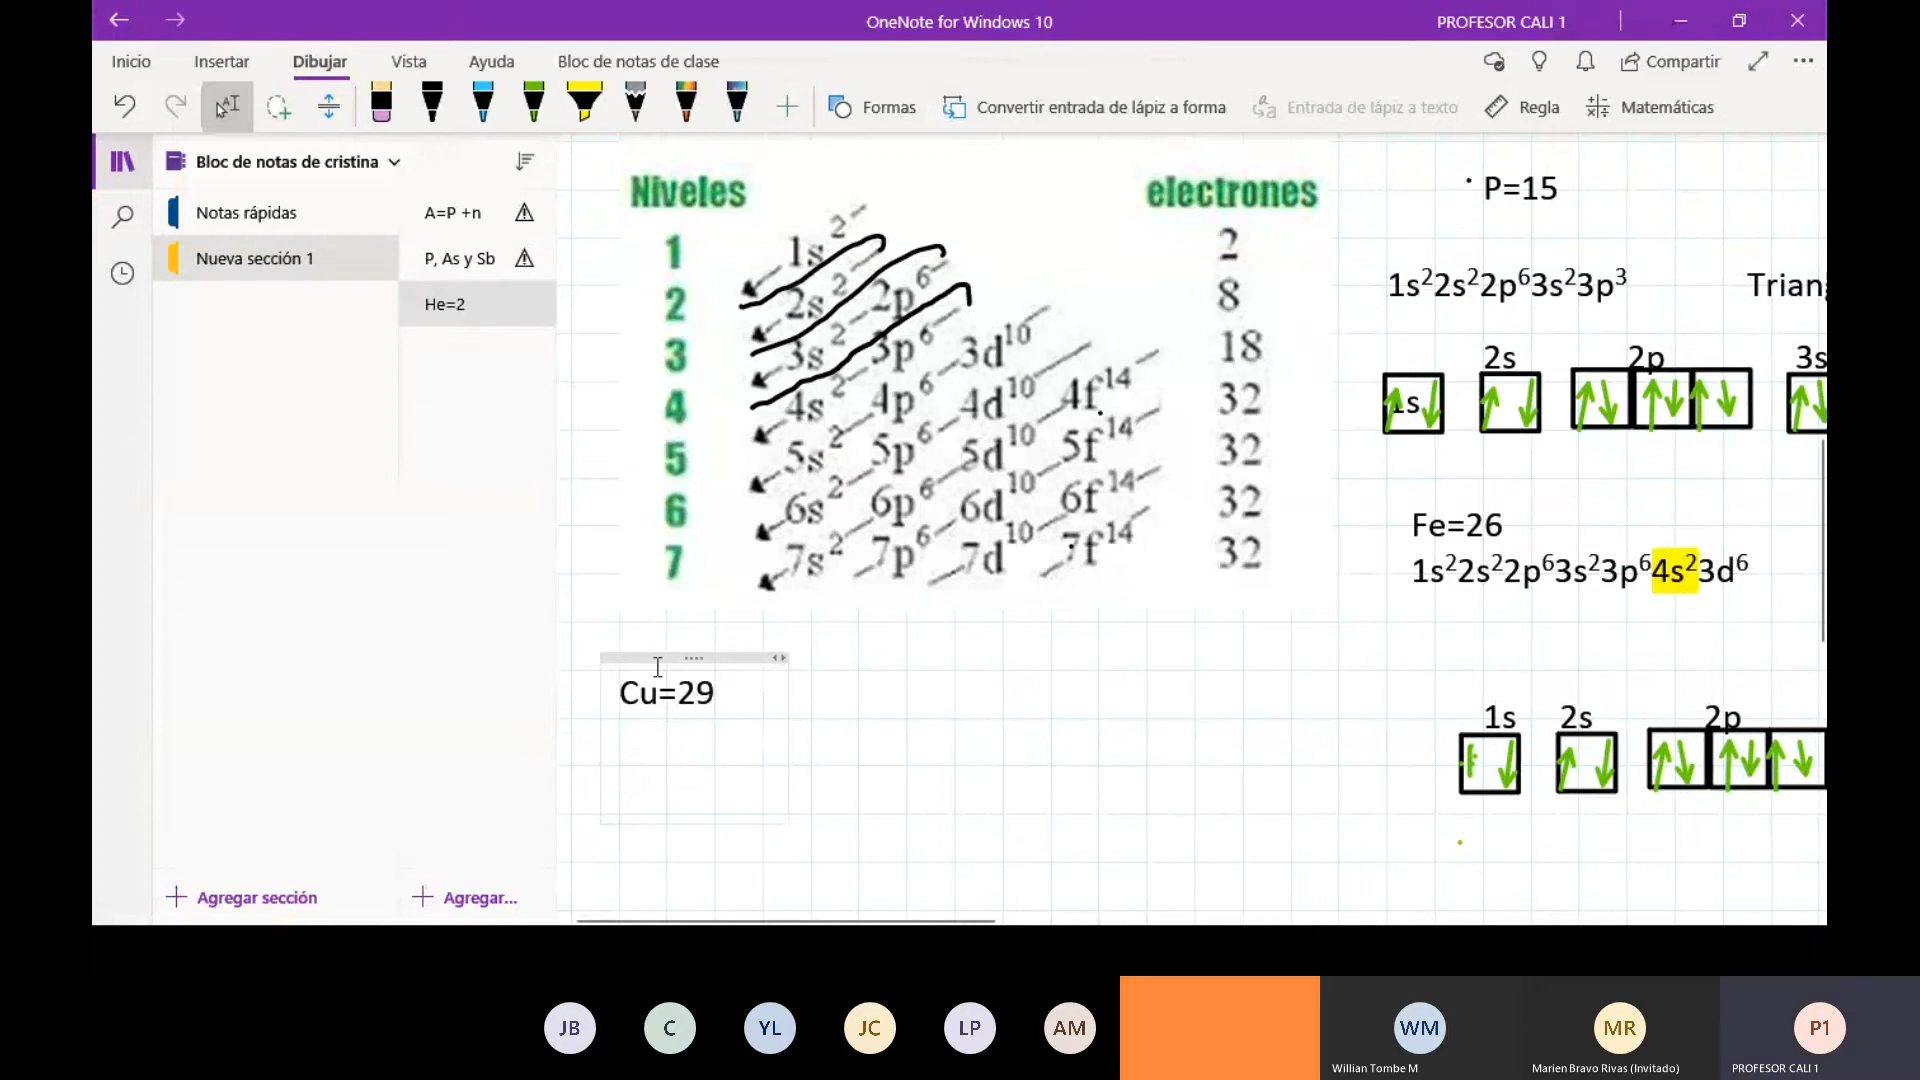 OneNote for Windows 10
PROFESOR CALI 1
Inicio Insertar Dibujar Vista Ayuda Bloc de notas de clase
Compartir
Formas Convertir entrada de lápiz a forma Entrada de lápiz a texto Regla Matemáticas
Bloc de notas de cristina
Notas rápidas
Nueva sección 1
A=P +n
P, As y Sb
He=2
Niveles electrones
1 1s² 2
2 2s² 2p⁶ 8
3 3s² 3p⁶ 3d¹⁰ 18
4 4s² 4p⁶ 4d¹⁰ 4f¹⁴ 32
5 5s² 5p⁶ 5d¹⁰ 5f¹⁴ 32
6 6s² 6p⁶ 6d¹⁰ 6f¹⁴ 32
7 7s² 7p⁶ 7d¹⁰ 7f¹⁴ 32
Cu=29
P=15
1s²2s²2p⁶3s²3p³ Trian
2s 2p 3s
1s
Fe=26
1s²2s²2p⁶3s²3p⁶4s²3d⁶
1s 2s 2p
Agregar sección
Agregar...
JB C YL JC LP AM WM MR P1
Willian Tombe M
Marien Bravo Rivas (Invitado)
PROFESOR CALI 1